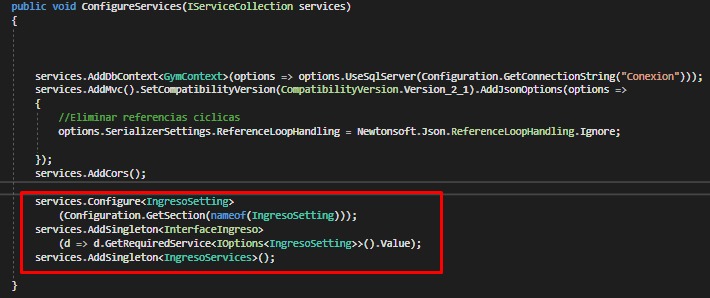 public void ConfigureServices(IServiceCollection services)
{
services.AddDbContext<GymContext>(options => options.UseSqlServer(Configuration.GetConnectionString("Conexion")));
services.AddMvc().SetCompatibilityVersion(CompatibilityVersion.Version_2_1).AddJsonOptions(options =>
{
//Eliminar referencias ciclicas
options.SerializerSettings.ReferenceLoopHandling = Newtonsoft.Json.ReferenceLoopHandling.Ignore;
});
services.AddCors();
services.Configure<IngresoSetting>
(Configuration.GetSection(nameof(IngresoSetting)));
services.AddSingleton<InterfaceIngreso>
(d => d.GetRequiredService<IOptions<IngresoSetting>>().Value);
services.AddSingleton<IngresoServices>();
}